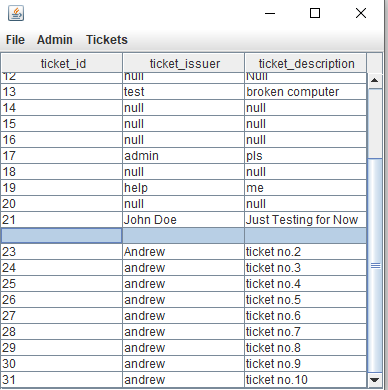 File Admin Tickets
ticket_id ticket_issuer ticket_description
12 null Null
13 test broken computer
14 null null
15 null null
16 null null
17 admin pls
18 null null
19 help me
20 null null
21 John Doe Just Testing for Now
23 Andrew ticket no.2
24 andrew ticket no.3
25 andrew ticket no.4
26 andrew ticket no.5
27 andrew ticket no.6
28 andrew ticket no.7
29 andrew ticket no.8
30 andrew ticket no.9
31 andrew ticket no.10